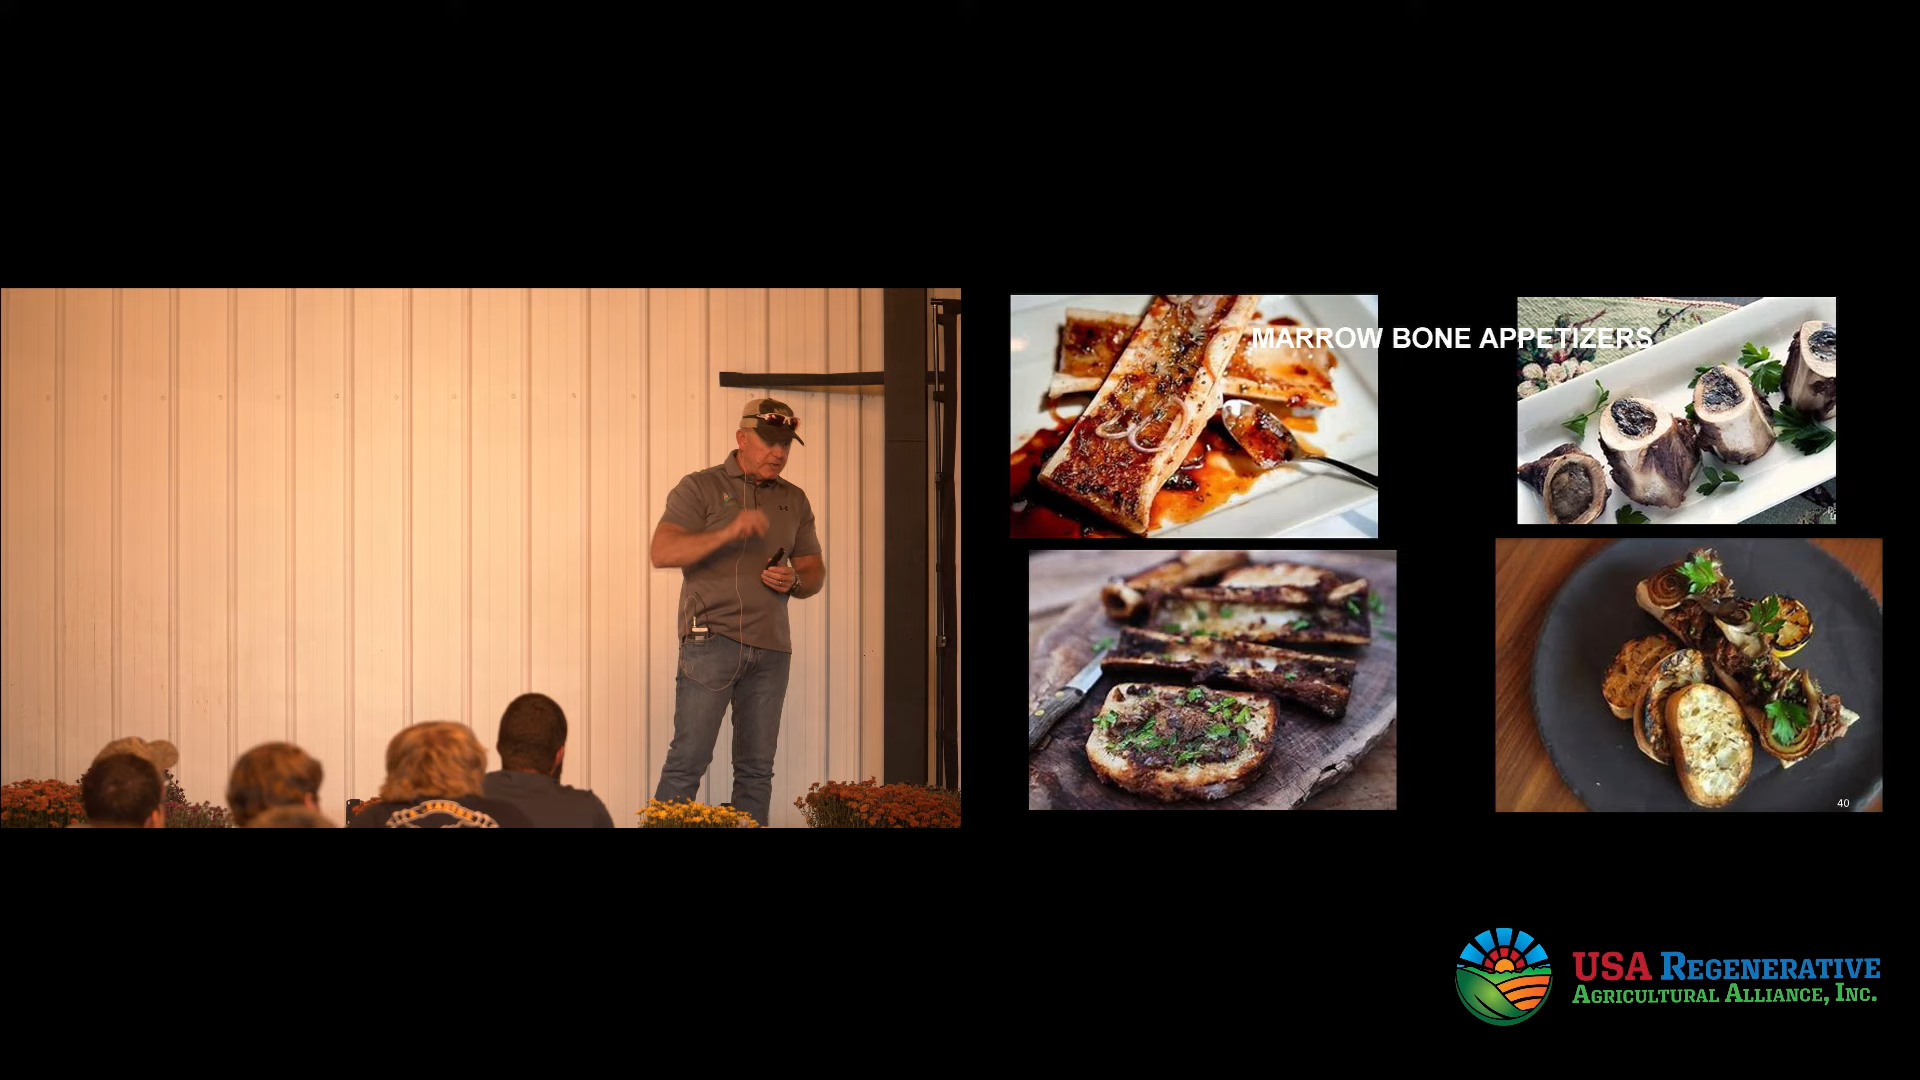 MARROW BONE APPETIZERS
40
USA REGENERATIVE
AGRICULTURAL ALLIANCE, INC.